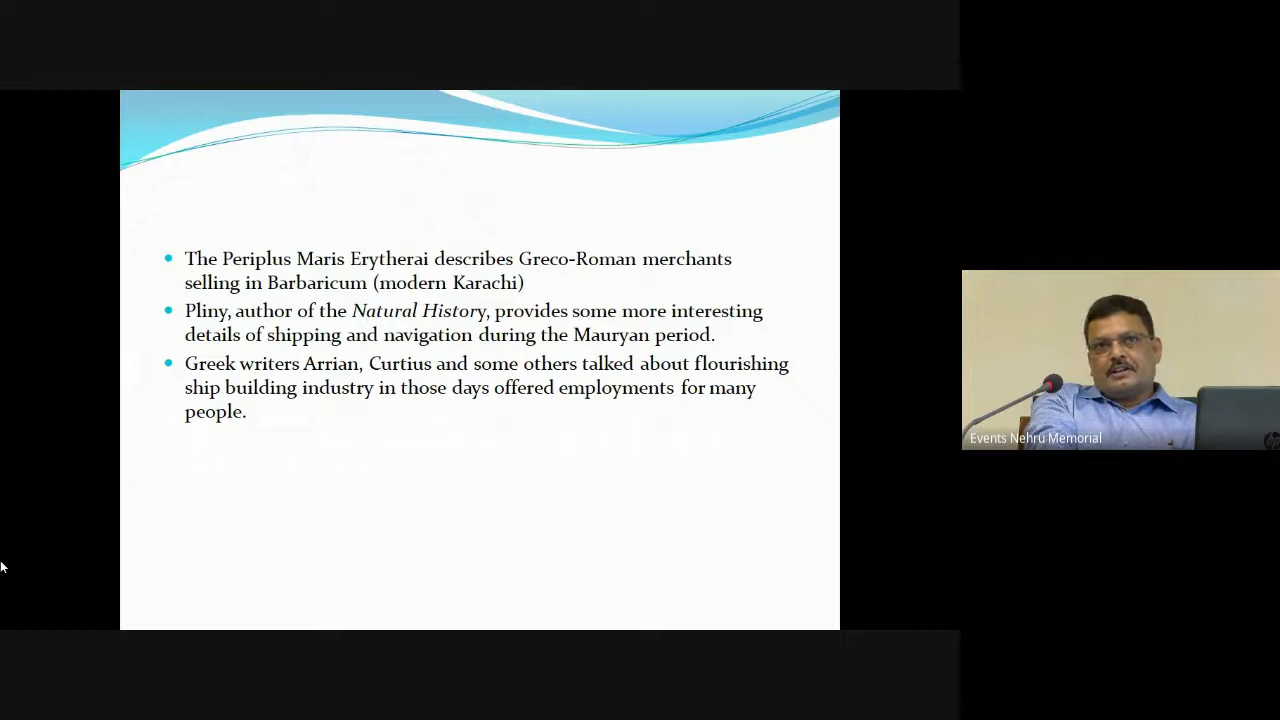 The Periplus Maris Erytherai describes Greco-Roman merchants
selling in Barbaricum (modern Karachi)
Pliny, author of the Natural History, provides some more interesting
details of shipping and navigation during the Mauryan period.
Greek writers Arrian, Curtius and some others talked about flourishing
ship building industry in those days offered employments for many
people.
Events Nehru Memorial
hp